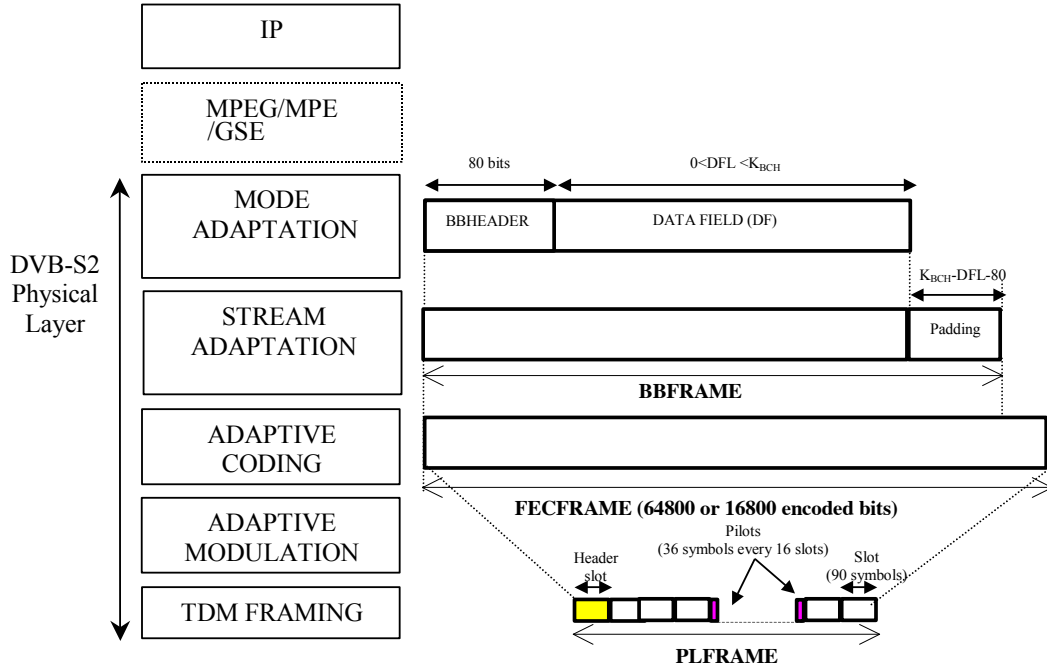 IP
MPEG/MPE
/GSE
80 bits
0<DFL <KBCH
MODE
ADAPTATION
BBHEADER
DATA FIELD (DF)
DVB-S2
Physical
Layer
KBCH-DFL-80
STREAM
ADAPTATION
Padding
BBFRAME
ADAPTIVE
CODING
FECFRAME (64800 or 16800 encoded bits)
ADAPTIVE
MODULATION
Pilots
(36 symbols every 16 slots)
Header
slot
Slot
(90 symbols)
TDM FRAMING
PLFRAME